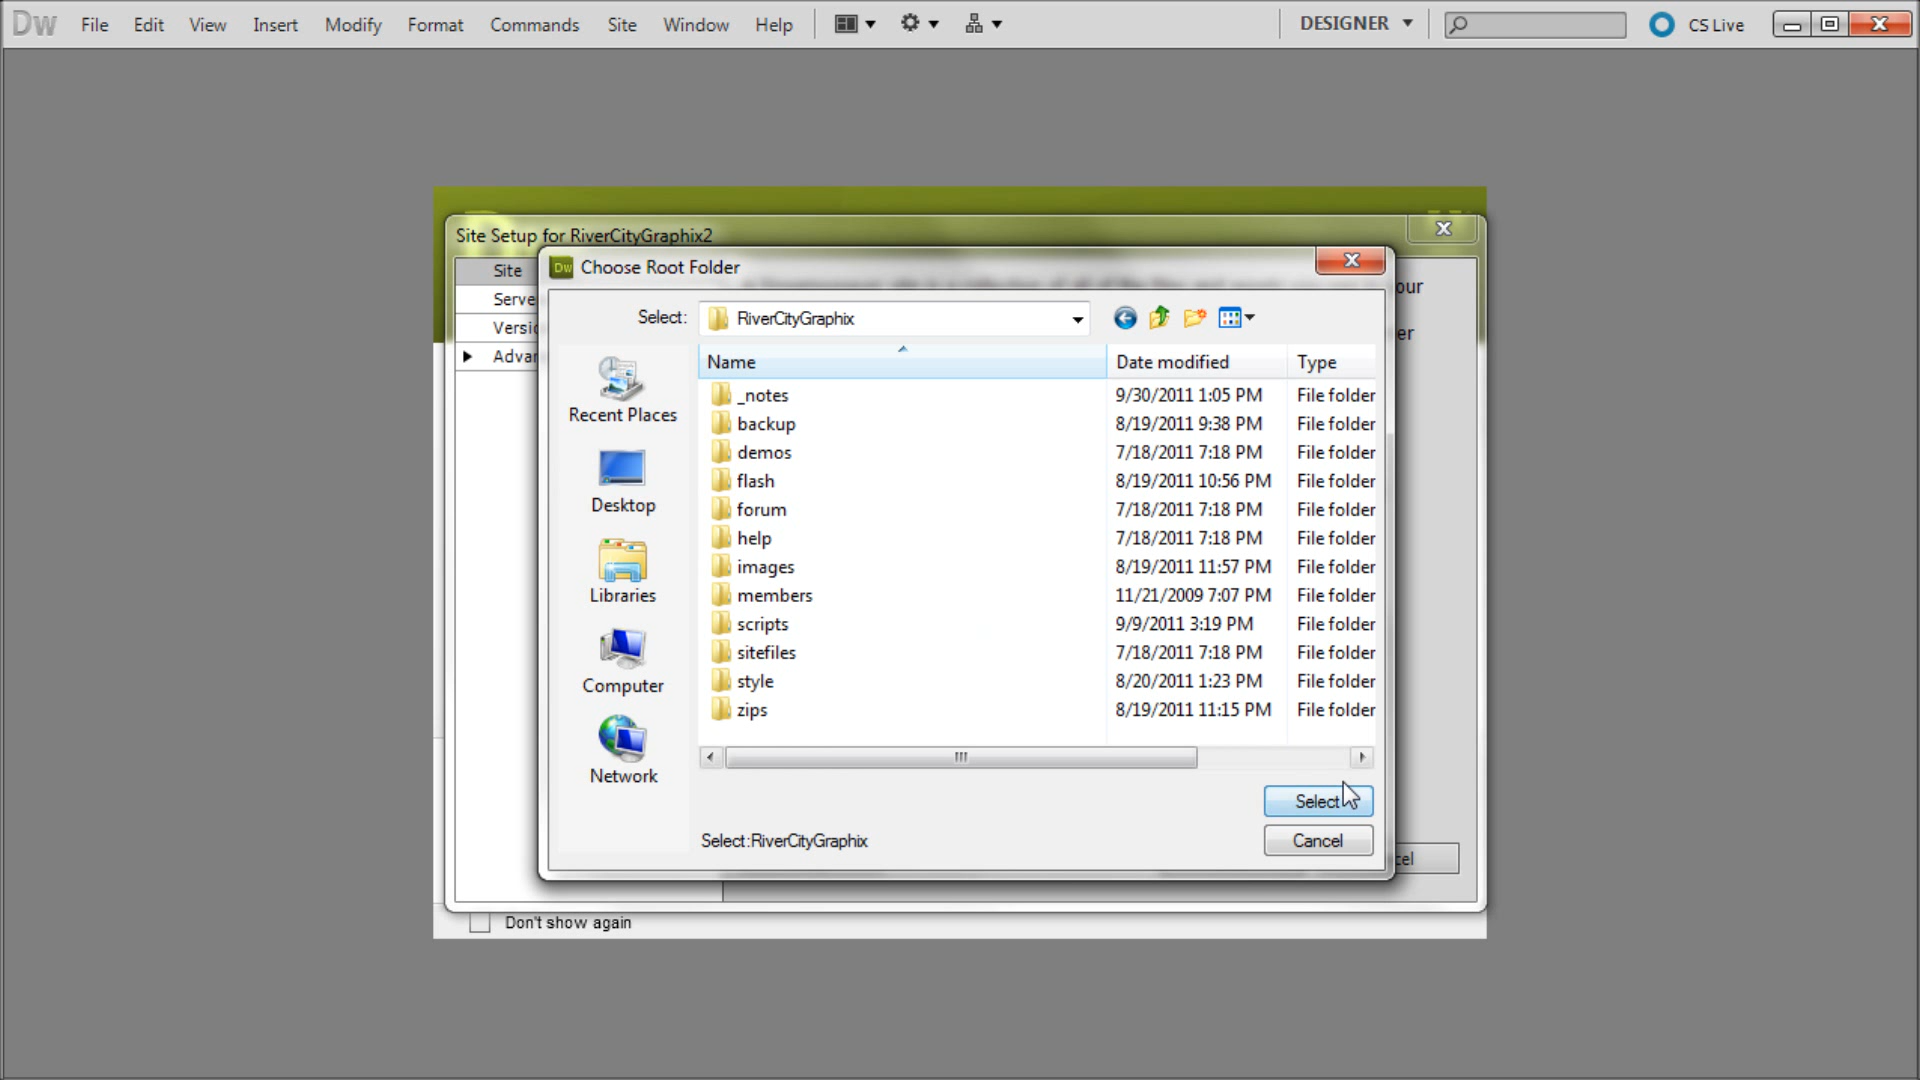 Dw File Edit View Insert Modify Format Commands Site Window Help DESIGNER CS Live
Site Setup for RiverCityGraphix2
Choose Root Folder
Site
Select: RiverCityGraphix
our
er
Name Date modified Type
Recent Places
Desktop
Libraries
Computer
Network
_notes 9/30/2011 1:05 PM File folder
backup 8/19/2011 9:38 PM File folder
demos 7/18/2011 7:18 PM File folder
flash 8/19/2011 10:56 PM File folder
forum 7/18/2011 7:18 PM File folder
help 7/18/2011 7:18 PM File folder
images 8/19/2011 11:57 PM File folder
members 11/21/2009 7:07 PM File folder
scripts 9/9/2011 3:19 PM File folder
sitefiles 7/18/2011 7:18 PM File folder
style 8/20/2011 1:23 PM File folder
zips 8/19/2011 11:15 PM File folder
Select
Select:RiverCityGraphix
Cancel
cel
Don't show again